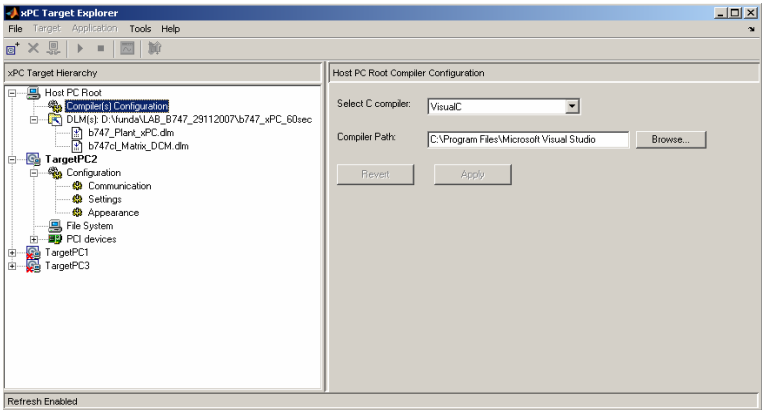 xPC Target Explorer
File Target Application Tools Help
xPC Target Hierarchy
Host PC Root
Compiler(s) Configuration
DLM(s): D:\funda\LAB_B747_29112007\b747_xPC_60sec
b747_Plant_xPC.dlm
b747cl_Matrix_DCM.dlm
TargetPC2
Configuration
Communication
Settings
Appearance
File System
PCI devices
TargetPC1
TargetPC3
Host PC Root Compiler Configuration
Select C compiler: VisualC
Compiler Path: C:\Program Files\Microsoft Visual Studio Browse...
Revert Apply
Refresh Enabled